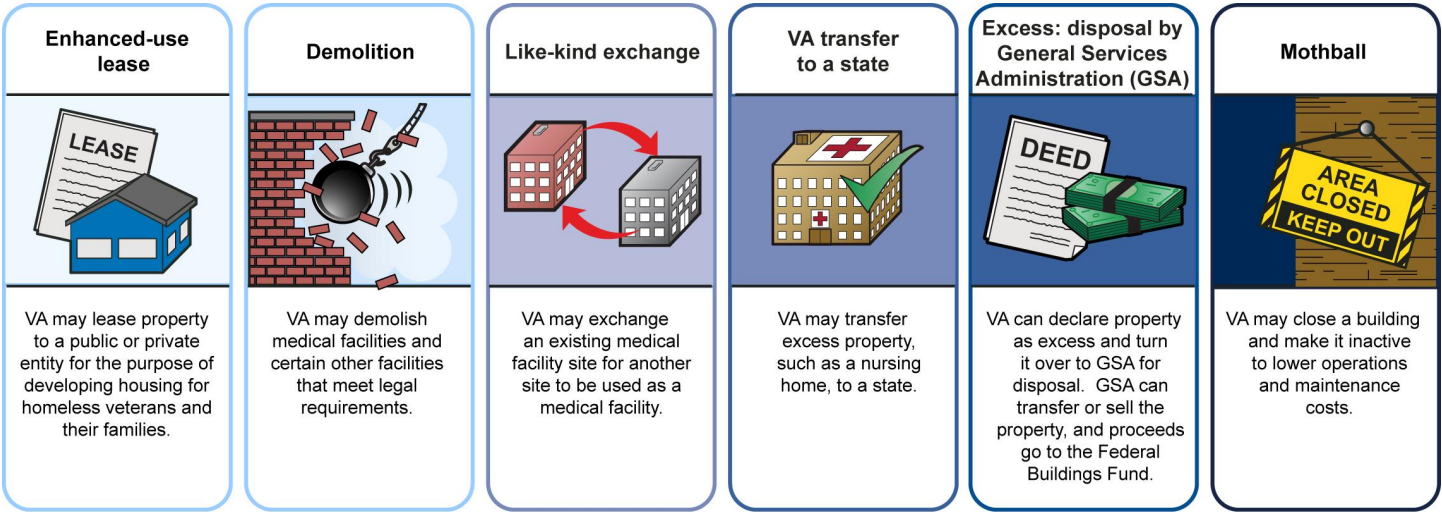 Enhanced-use
lease
LEASE
VA may lease property
to a public or private
entity for the purpose of
developing housing for
homeless veterans and
their families.
Demolition
VA may demolish
medical facilities and
certain other facilities
that meet legal
requirements.
Like-kind exchange
VA may exchange
an existing medical
facility site for another
site to be used as a
medical facility.
VA transfer
to a state
VA may transfer
excess property,
such as a nursing
home, to a state.
Excess: disposal by
General Services
Administration (GSA)
DEED
VA can declare property
as excess and turn
it over to GSA for
disposal.  GSA can
transfer or sell the
property, and proceeds
go to the Federal
Buildings Fund.
Mothball
AREA
CLOSED
KEEP OUT
VA may close a building
and make it inactive
to lower operations
and maintenance
costs.